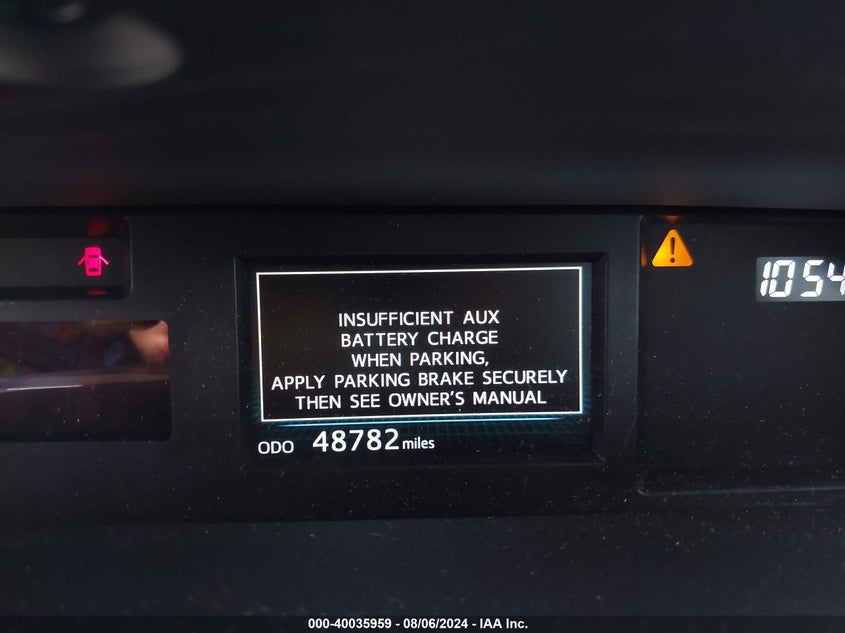 1054
INSUFFICIENT AUX
BATTERY CHARGE
WHEN PARKING,
APPLY PARKING BRAKE SECURELY
THEN SEE OWNER'S MANUAL
ODO 48782 miles
000-40035959 - 08/06/2024 - IAA Inc.